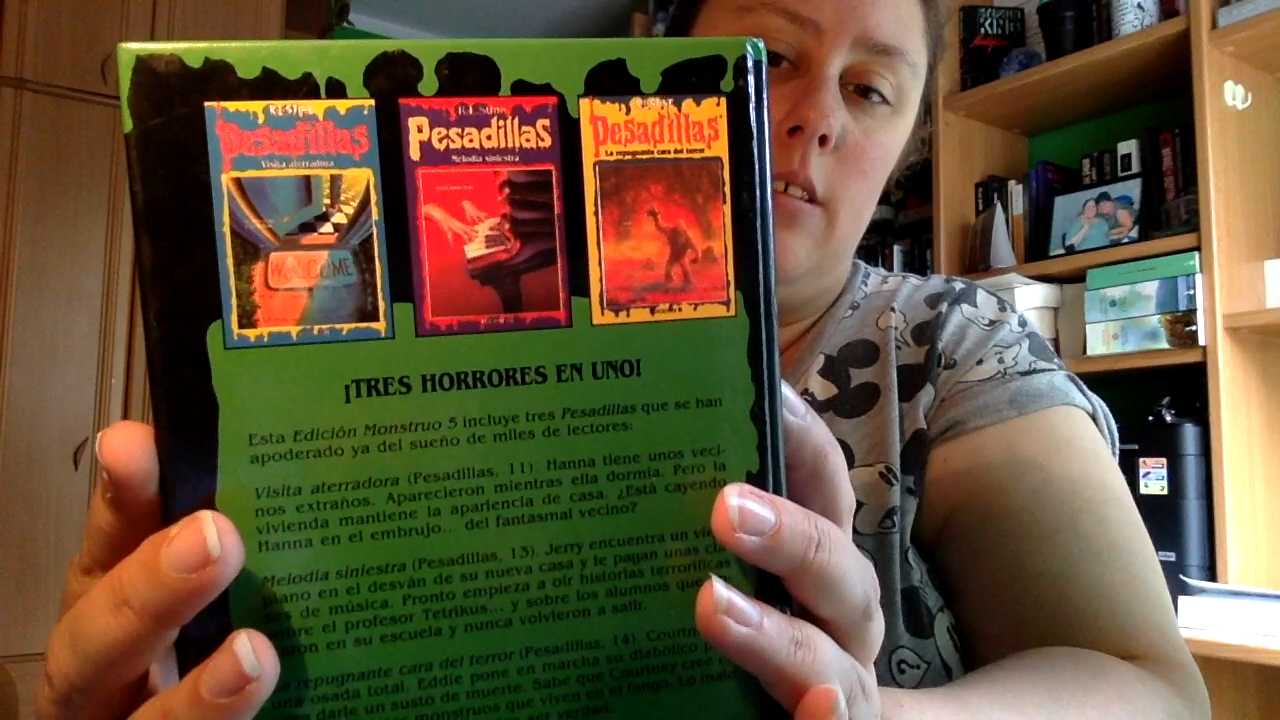 STEPHEN
KING
R.L. Stine
Pesadillas
Visita aterradora
WELCOME
R.L. Stine
Pesadillas
Melodía siniestra
Pesadillas
La repugnante cara del terror
¡TRES HORRORES EN UNO!
Esta Edición Monstruo 5 incluye tres Pesadillas que se han
apoderado ya del sueño de miles de lectores:
Visita aterradora (Pesadillas, 11). Hanna tiene unos veci-
nos extraños. Aparecieron mientras ella dormía. Pero la
vivienda mantiene la apariencia de casa. ¿Está cayendo
Hanna en el embrujo... del fantasmal vecino?
Melodía siniestra (Pesadillas, 13). Jerry encuentra un
piano en el desván de su nueva casa y le pagan unas
de música. Pronto empieza a oír historias terroríficas
sobre el profesor Tetrikus... y sobre los alumnos que
en su escuela y nunca volvieron a salir.
repugnante cara del terror (Pesadillas, 14).
una osada total. Eddie pone en marcha su diabólico
darle un susto de muerte. Sabe que Courtney cree
monstruos que viven en el fango. Lo
ser verdad.